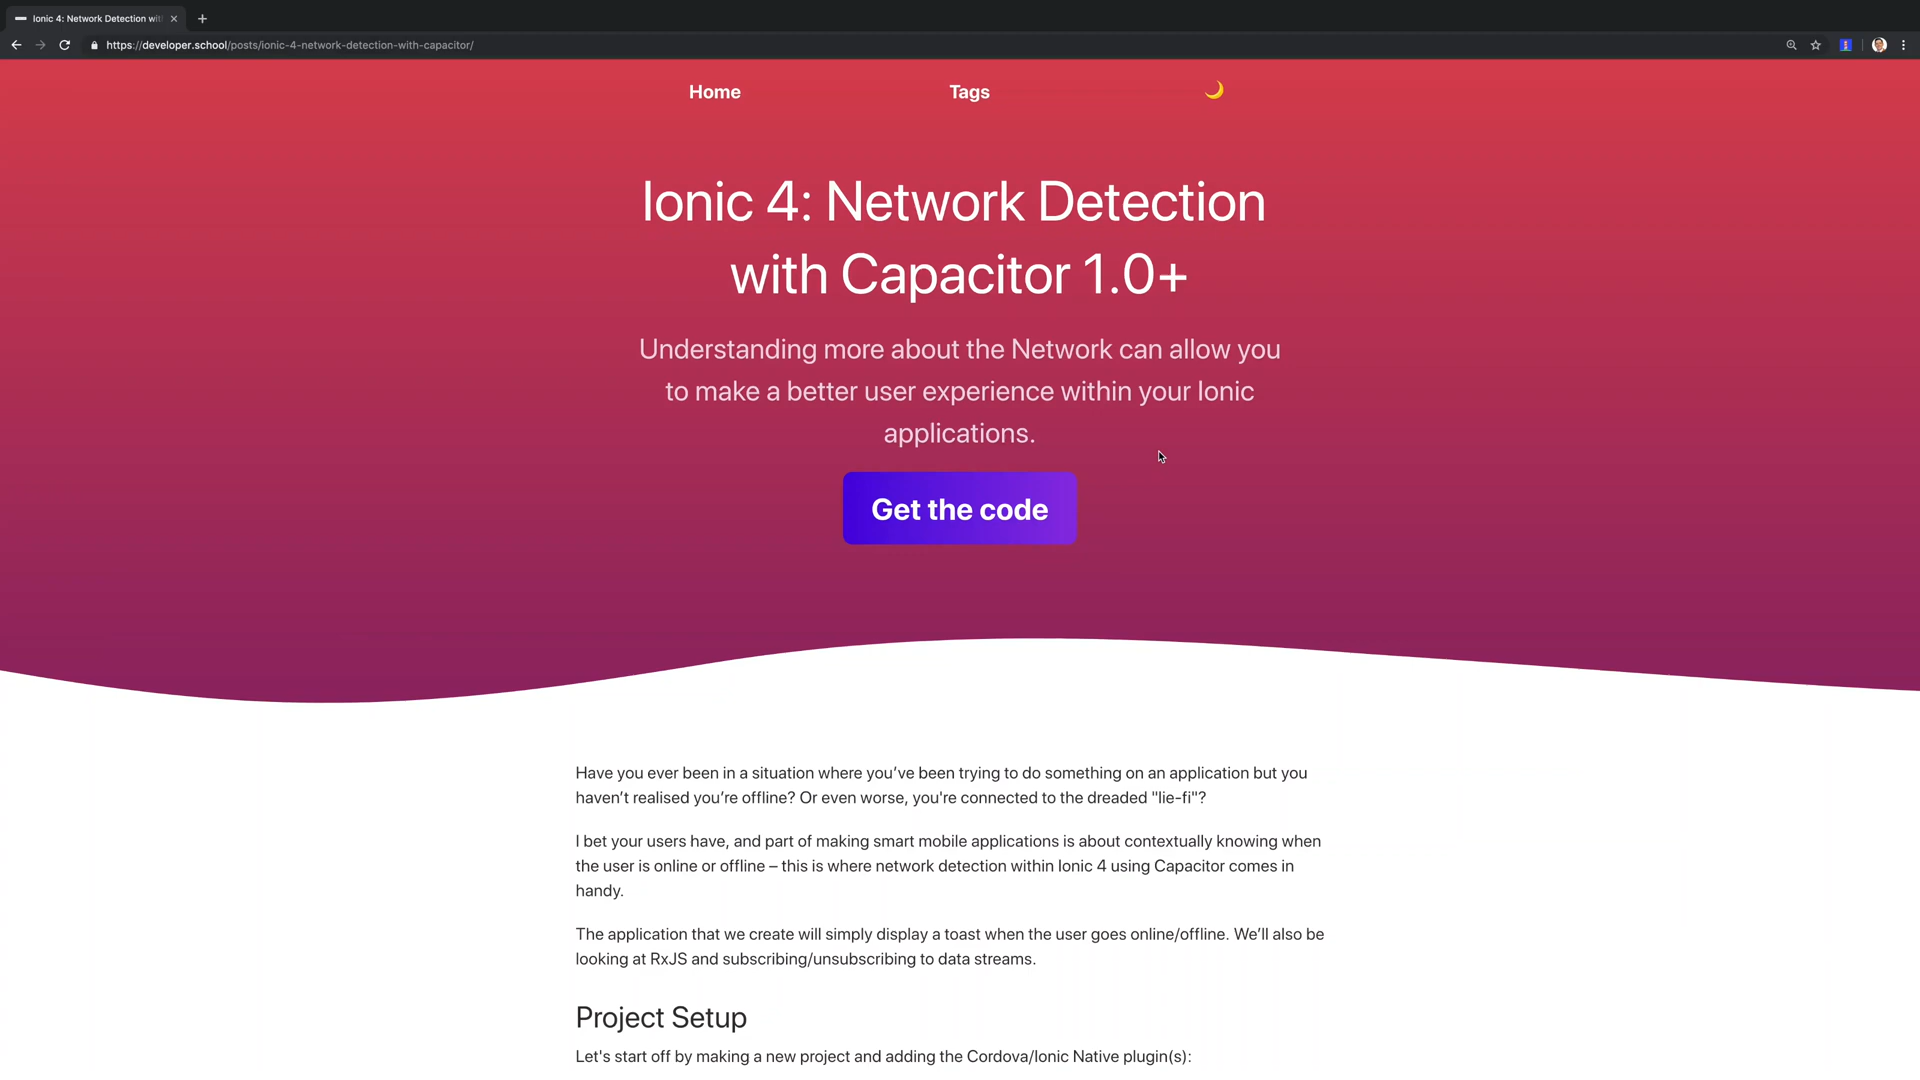 Ionic 4: Network Detection wit
https://developer.school/posts/ionic-4-network-detection-with-capacitor/
Home
Tags
Ionic 4: Network Detection
with Capacitor 1.0+
Understanding more about the Network can allow you
to make a better user experience within your Ionic
applications.
Get the code
Have you ever been in a situation where you’ve been trying to do something on an application but you
haven’t realised you’re offline? Or even worse, you're connected to the dreaded "lie-fi"?
I bet your users have, and part of making smart mobile applications is about contextually knowing when
the user is online or offline – this is where network detection within Ionic 4 using Capacitor comes in
handy.
The application that we create will simply display a toast when the user goes online/offline. We’ll also be
looking at RxJS and subscribing/unsubscribing to data streams.
Project Setup
Let's start off by making a new project and adding the Cordova/Ionic Native plugin(s):